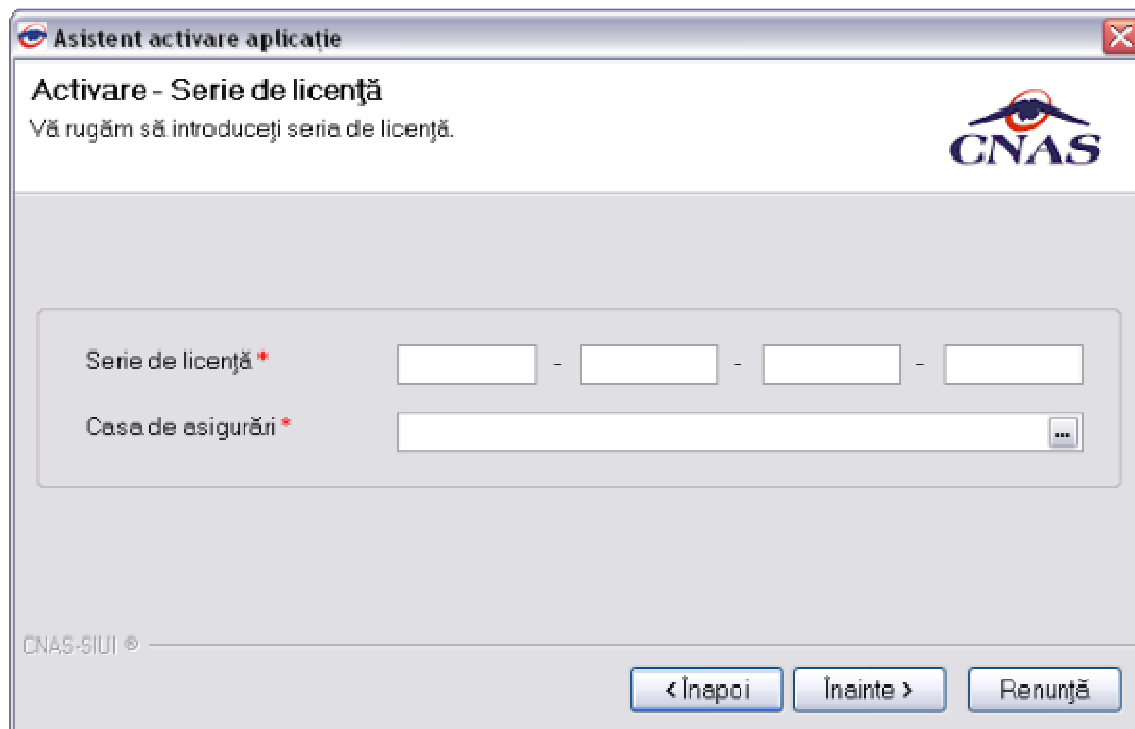 Asistent activare aplicație
Activare - Serie de licență
Vă rugăm să introduceți seria de licență.
CNAS
Serie de licență * - - -
Casa de asigurări * ...
CNAS-SIUI ®
< Înapoi Înainte > Renunță